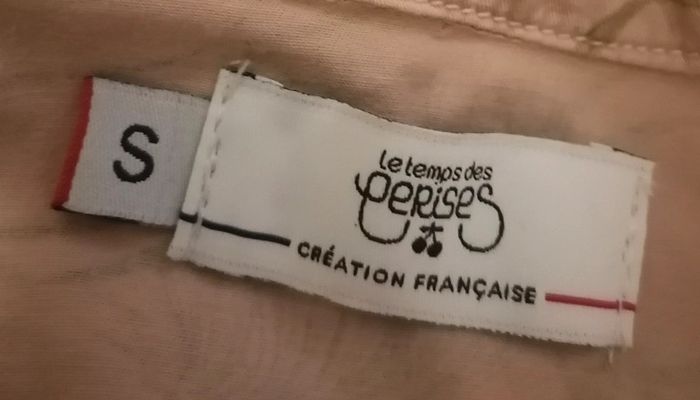 S
le temps des
CERISES
CRÉATION FRANÇAISE